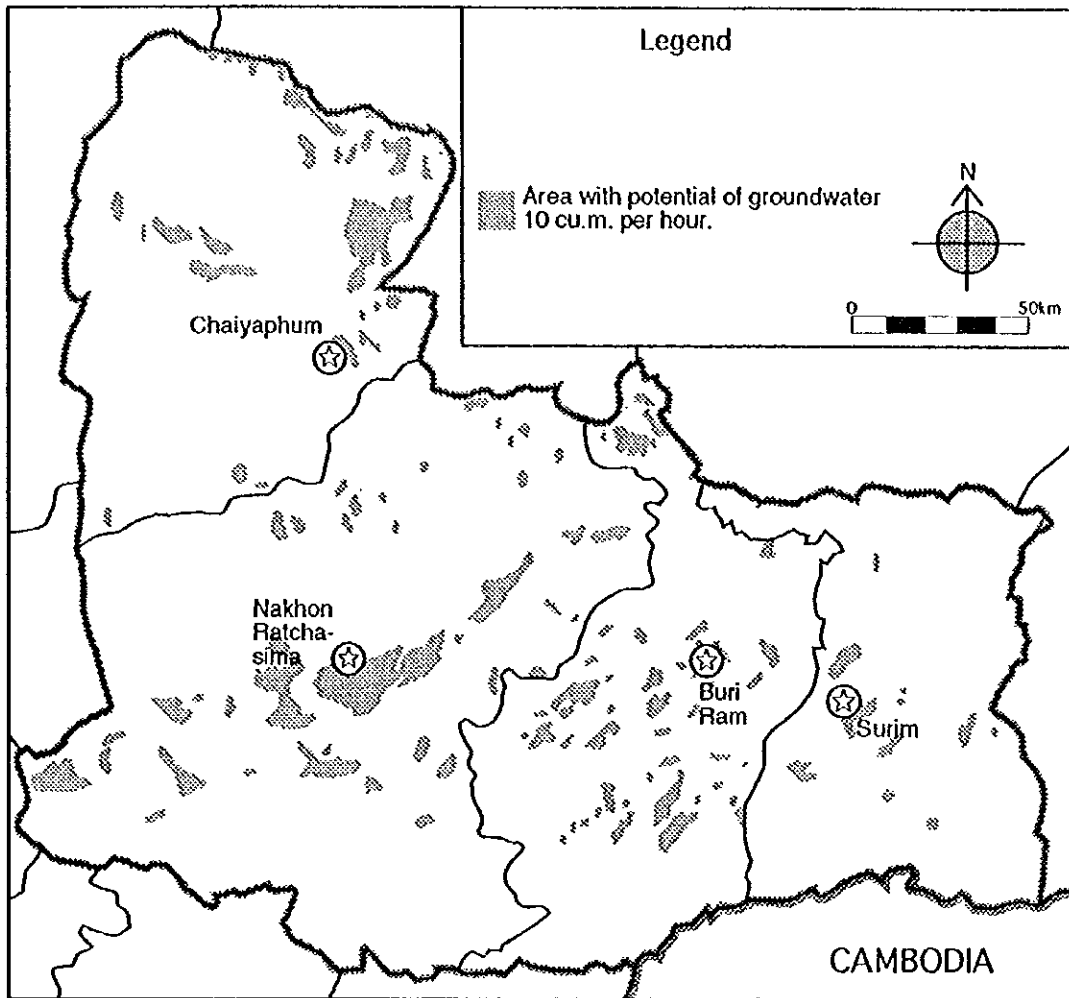 Legend
Area with potential of groundwater
10 cu.m. per hour.
N
0 50km
Chaiyaphum
Nakhon
Ratcha-
sima
Buri
Ram
Surim
CAMBODIA